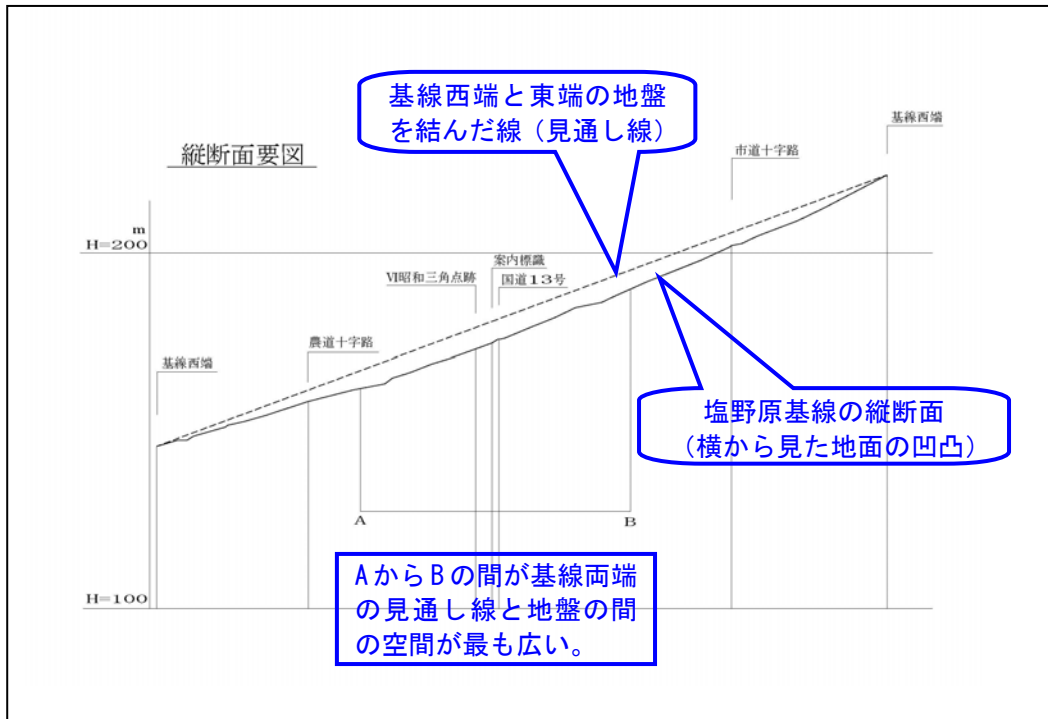 基線西端と東端の地盤
を結んだ線（見通し線）
基線西端
縦断面要図
市道十字路
m
H=200
案内標識
Ⅵ昭和三角点跡
国道13号
農道十字路
基線西端
塩野原基線の縦断面
（横から見た地面の凹凸）
A
B
AからBの間が基線両端
の見通し線と地盤の間
の空間が最も広い。
H=100